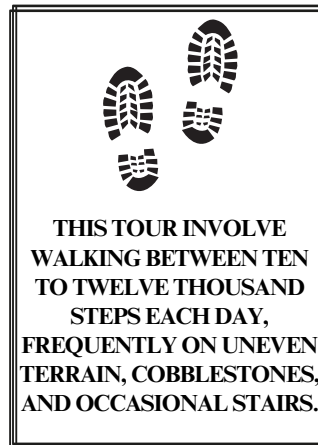 THIS TOUR INVOLVE
WALKING BETWEEN TEN
TO TWELVE THOUSAND
STEPS EACH DAY,
FREQUENTLY ON UNEVEN
TERRAIN, COBBLESTONES,
AND OCCASIONAL STAIRS.